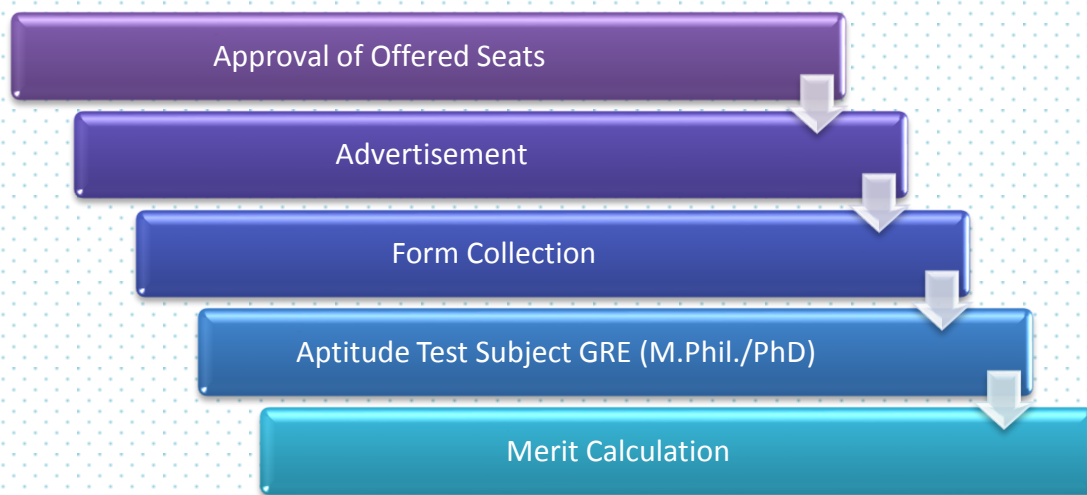 Approval of Offered Seats
Advertisement
Form Collection
Aptitude Test Subject GRE (M.Phil./PhD)
Merit Calculation